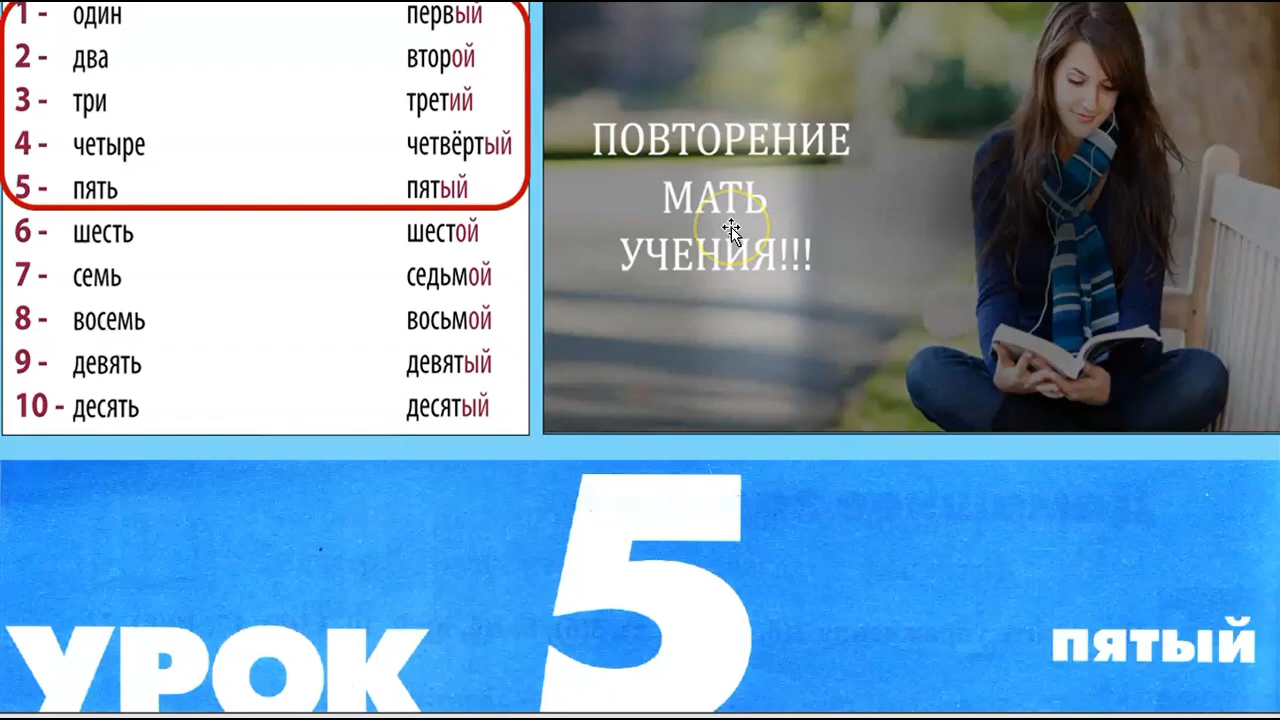 1 - один первый
2 - два второй
3 - три третий
4 - четыре четвёртый
5 - пять пятый
6 - шесть шестой
7 - семь седьмой
8 - восемь восьмой
9 - девять девятый
10 - десять десятый
ПОВТОРЕНИЕ
МАТЬ
УЧЕНИЯ!!!
УРОК 5 пятый